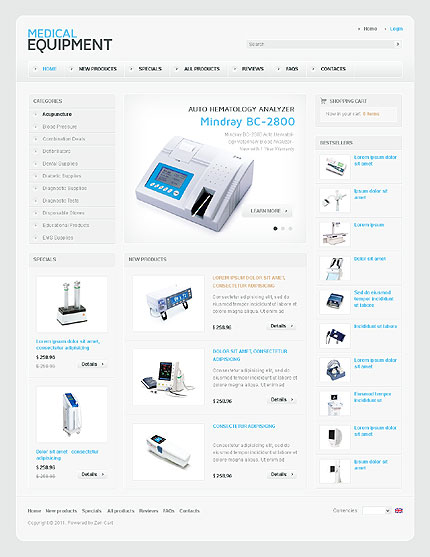 MEDICAL
EQUIPMENT
Home
Login
Search
HOME
NEW PRODUCTS
SPECIALS
ALL PRODUCTS
REVIEWS
FAQS
CONTACTS
CATEGORIES
Acupuncture
Blood Pressure
Combination Deals
Defibrillators
Dental Supplies
Diabetic Supplies
Diagnostic Supplies
Diagnostic Tests
Disposable Gloves
Educational Products
EMS Supplies
AUTO HEMATOLOGY ANALYZER
Mindray BC-2800
LEARN MORE
SHOPPING CART
Now in your cart 0 items
BESTSELLERS
Lorem ipsum dolor
sit amet
Ipsum dolor sit
amet
Lorem ipsum
Dolor sit amet
Sed do eiusmod
tempor incididunt
ut labore
Incididunt ut labore
Lorem ipsum dolor
sit amet
Eiusmod tempor
incididunt ut
Lorem ipsum dolor
sit amet
Ipsum dolor sit
amet
SPECIALS
Lorem ipsum dolor sit amet,
consectetur adipisicing
$ 258.96
Details
Dolor sit amet, consectetur
adipisicing
$ 258.96
Details
NEW PRODUCTS
LOREM IPSUM DOLOR SIT AMET,
CONSECTETUR ADIPISICING
Consectetur adipisicing elit, sed do
eiusmod tempor incididunt ut labore et
dolore magna aliqua. Ut enim ad
$ 258.96
Details
DOLOR SIT AMET, CONSECTETUR
ADIPISICING
Consectetur adipisicing elit, sed do
eiusmod tempor incididunt ut labore et
dolore magna aliqua. Ut enim ad
$ 258.96
Details
CONSECTETUR ADIPISICING
Consectetur adipisicing elit, sed do
eiusmod tempor incididunt ut labore et
dolore magna aliqua. Ut enim ad
$ 258.96
Details
Home New products Specials All products Reviews FAQs Contacts
Currencies
Copyright © 2011. Powered by Zen Cart